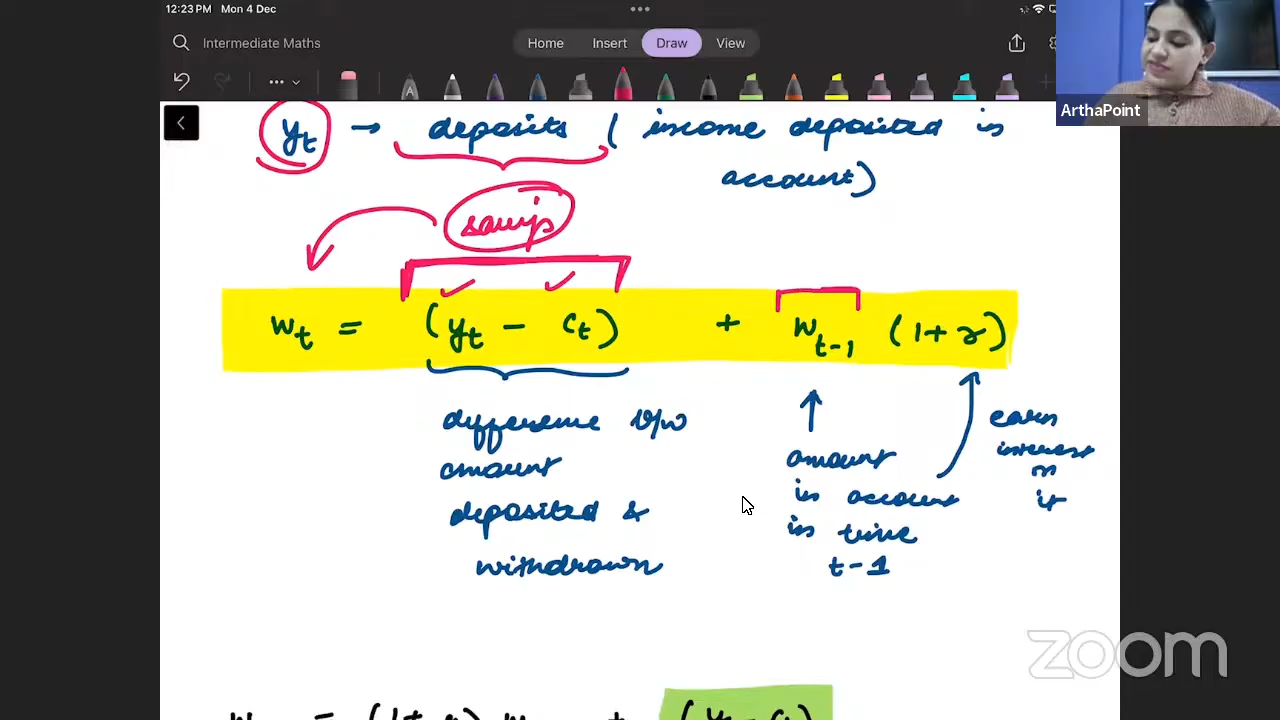 12:23 PM Mon 4 Dec
Intermediate Maths
Home Insert Draw View
ArthaPoint
yt → deposits ( income deposited in
account)
savings
wt = (yt - ct) + wt-1 (1+r)
difference b/w
amount
deposited &
withdrawn
amount
in account
in time
t-1
earn
interest
on
it
zoom